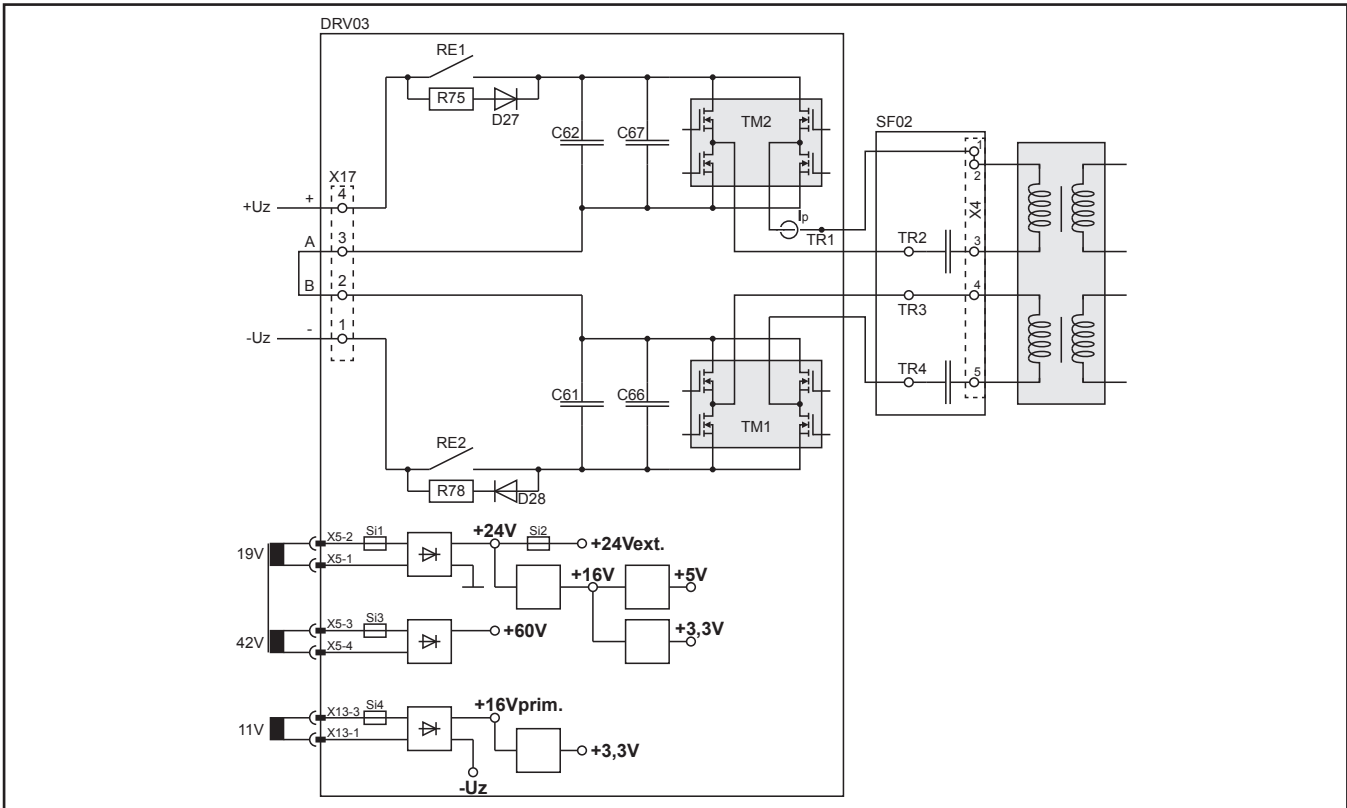 DRV03
RE1
R75
D27
C62
C67
TM2
SF02
X17
4
+
+Uz
3
A
2
B
1
-
-Uz
Ip
TR1
1
2
X4
TR2
3
4
TR3
TR4
5
C61
C66
TM1
RE2
R78
D28
19V
X5-2
Si1
X5-1
+24V
Si2
+24Vext.
+16V
+5V
+3,3V
42V
X5-3
Si3
X5-4
+60V
11V
X13-3
Si4
X13-1
+16Vprim.
+3,3V
-Uz